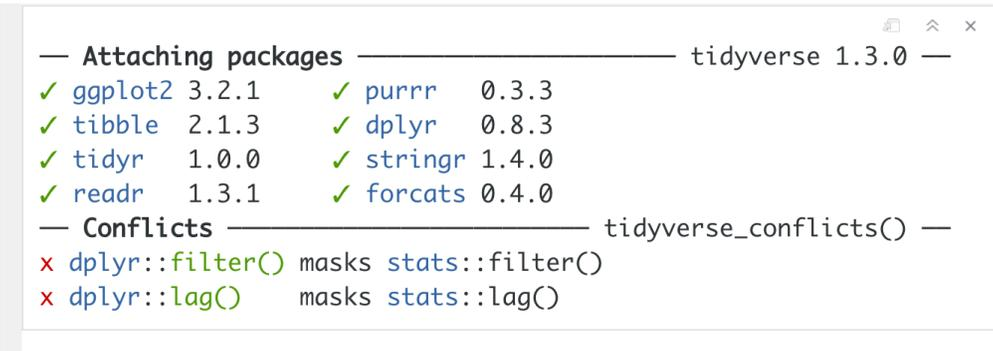 ── Attaching packages ────────────────────── tidyverse 1.3.0 ──
✓ ggplot2 3.2.1     ✓ purrr   0.3.3
✓ tibble  2.1.3     ✓ dplyr   0.8.3
✓ tidyr   1.0.0     ✓ stringr 1.4.0
✓ readr   1.3.1     ✓ forcats 0.4.0
── Conflicts ───────────────────────── tidyverse_conflicts() ──
x dplyr::filter() masks stats::filter()
x dplyr::lag()    masks stats::lag()